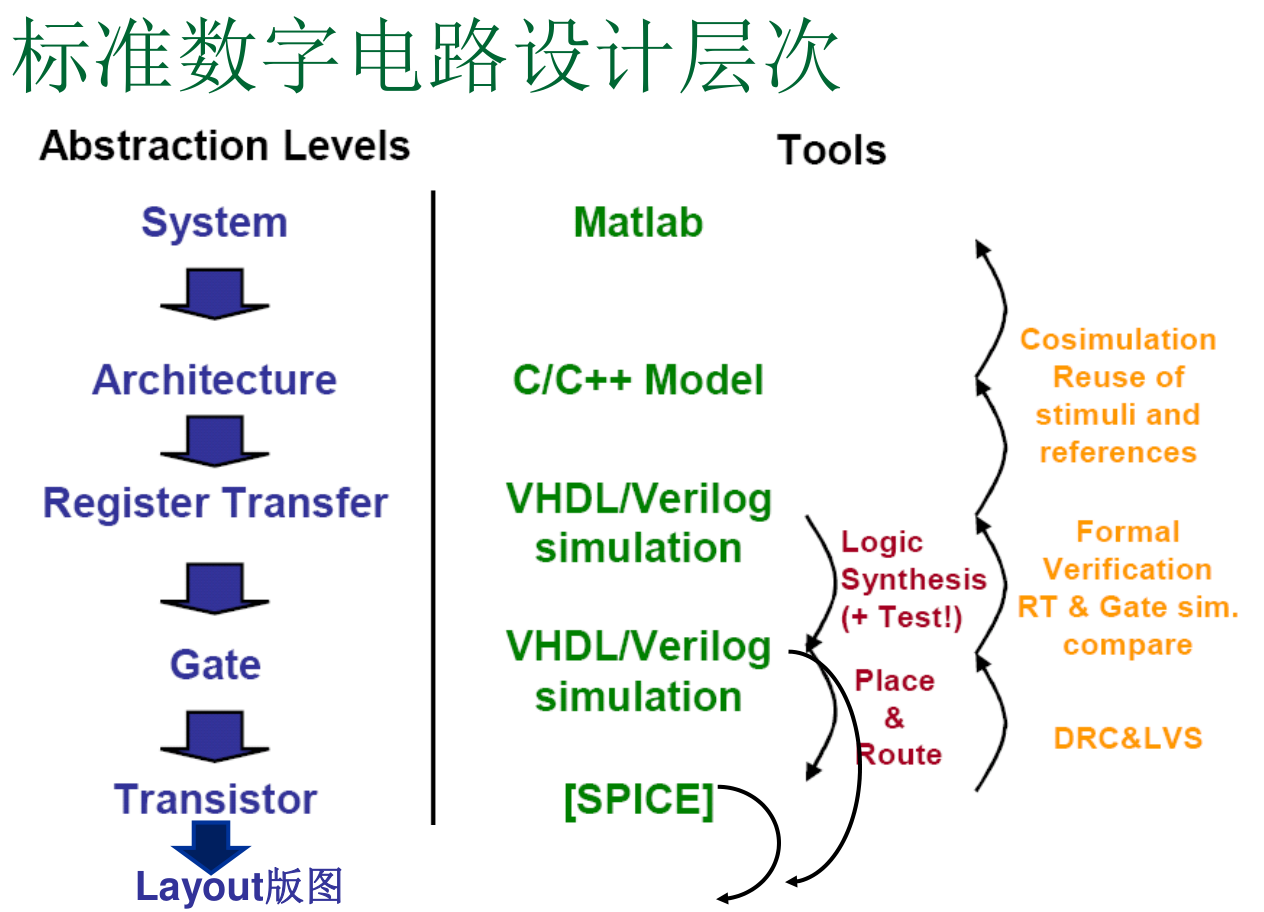 标准数字电路设计层次
Abstraction Levels
Tools
System
Matlab
Architecture
C/C++ Model
Cosimulation
Reuse of
stimuli and
references
Register Transfer
VHDL/Verilog
simulation
Logic
Synthesis
(+ Test!)
Formal
Verification
RT & Gate sim.
compare
Gate
VHDL/Verilog
simulation
Place
&
Route
DRC&LVS
Transistor
[SPICE]
Layout版图